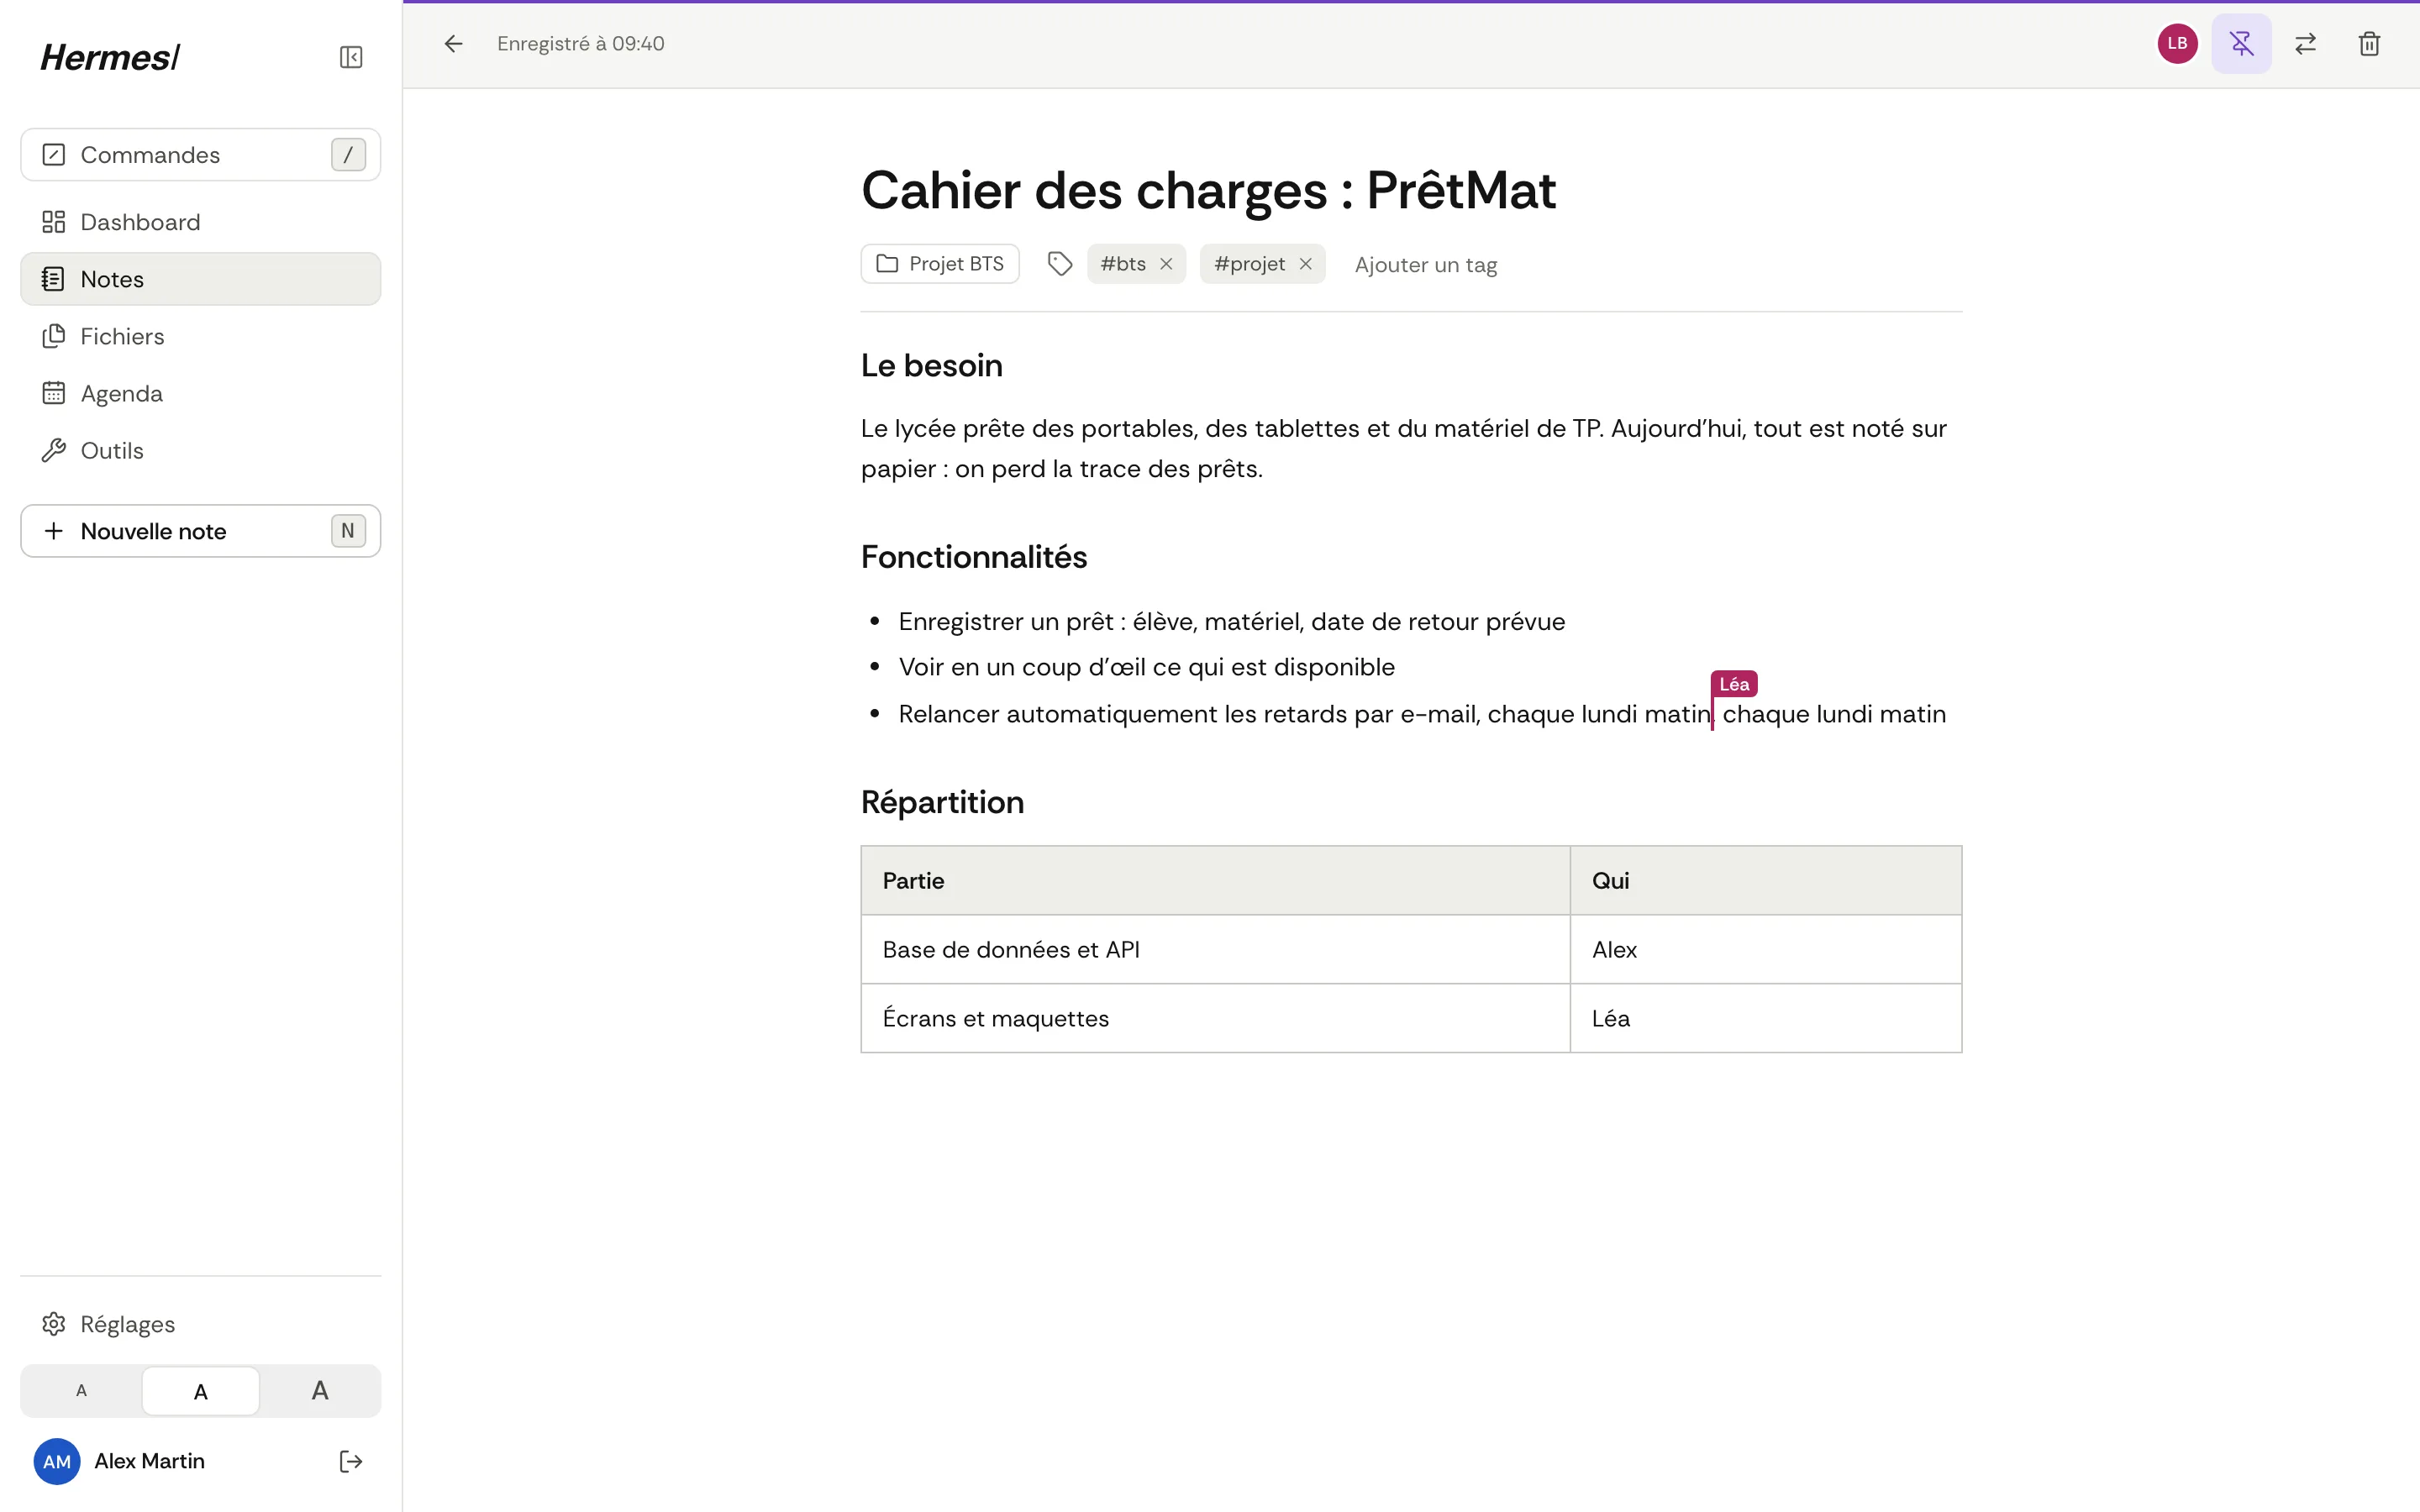 Hermes/
Enregistré à 09:40
LB
Commandes /
Dashboard
Notes
Fichiers
Agenda
Outils
Nouvelle note N
Cahier des charges : PrêtMat
Projet BTS #bts #projet Ajouter un tag
Le besoin
Le lycée prête des portables, des tablettes et du matériel de TP. Aujourd’hui, tout est noté sur
papier : on perd la trace des prêts.
Fonctionnalités
• Enregistrer un prêt : élève, matériel, date de retour prévue
• Voir en un coup d’œil ce qui est disponible
Léa
• Relancer automatiquement les retards par e-mail, chaque lundi matin, chaque lundi matin
Répartition
Partie Qui
Base de données et API Alex
Écrans et maquettes Léa
Réglages
A A A
AM Alex Martin